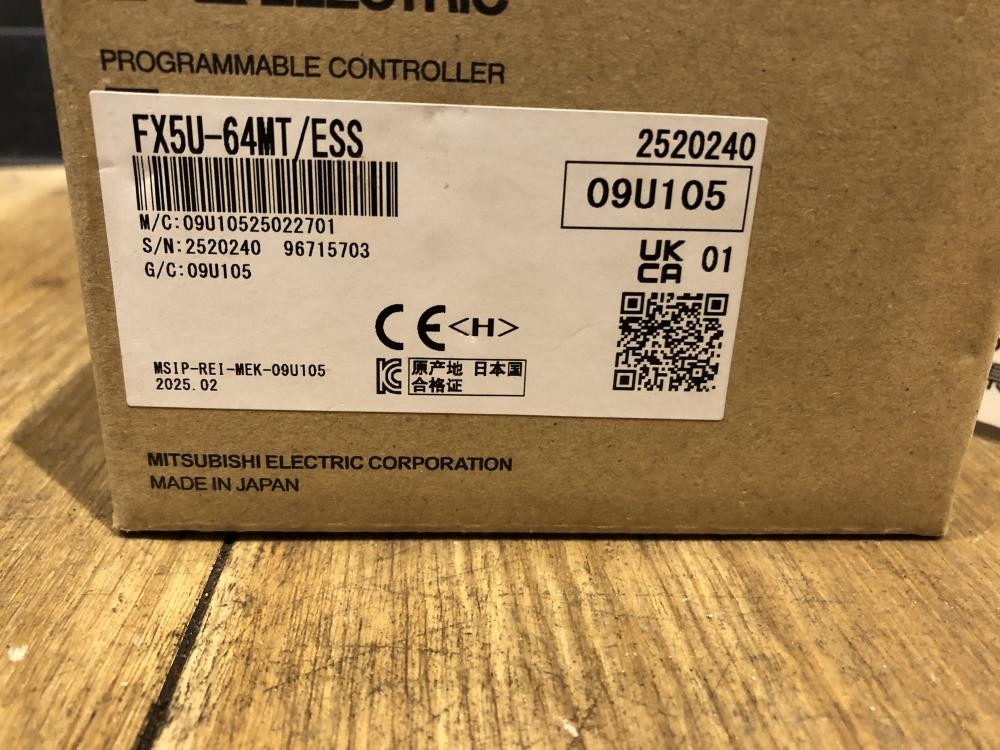 ELECTRIC
PROGRAMMABLE CONTROLLER
FX5U-64MT/ESS
2520240
09U105
M/C:09U10525022701
S/N:2520240 96715703
G/C:09U105
UK
CA 01
CE <H>
MSIP-REI-MEK-09U105
2025.02
原产地 日本国
合格证
MITSUBISHI ELECTRIC CORPORATION
MADE IN JAPAN